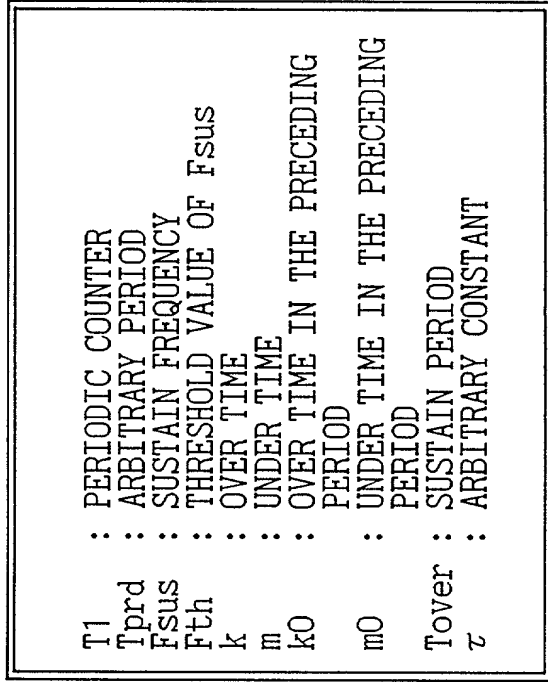 T1 : PERIODIC COUNTER
Tprd : ARBITRARY PERIOD
Fsus : SUSTAIN FREQUENCY
Fth : THRESHOLD VALUE OF Fsus
k : OVER TIME
m : UNDER TIME
k0 : OVER TIME IN THE PRECEDING
PERIOD
m0 : UNDER TIME IN THE PRECEDING
PERIOD
Tover : SUSTAIN PERIOD
τ : ARBITRARY CONSTANT